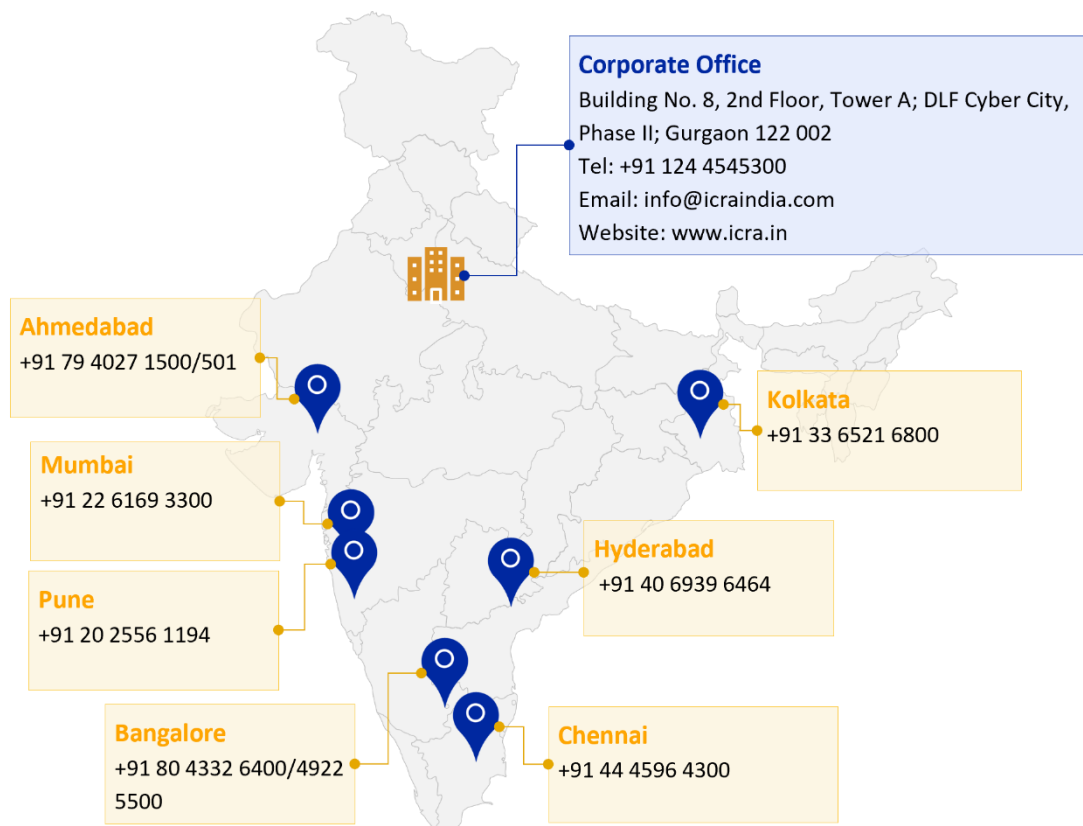 Corporate Office
Building No. 8, 2nd Floor, Tower A; DLF Cyber City,
Phase II; Gurgaon 122 002
Tel: +91 124 4545300
Email: info@icraindia.com
Website: www.icra.in
Ahmedabad
+91 79 4027 1500/501
Kolkata
+91 33 6521 6800
Mumbai
+91 22 6169 3300
Hyderabad
+91 40 6939 6464
Pune
+91 20 2556 1194
Bangalore
+91 80 4332 6400/4922
5500
Chennai
+91 44 4596 4300